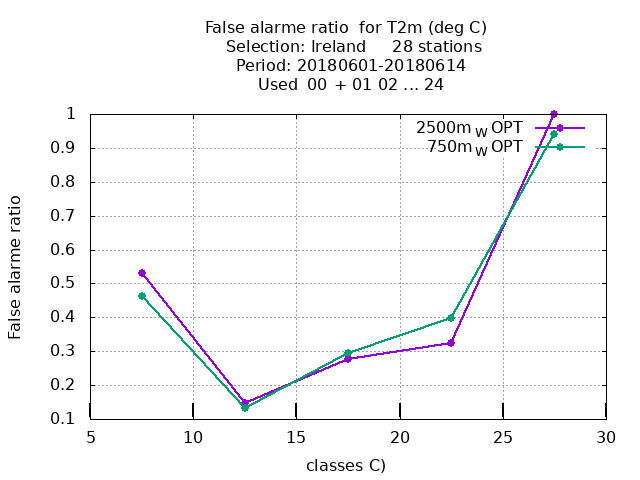 False alarme ratio  for T2m (deg C)
Selection: Ireland     28 stations
Period: 20180601-20180614
Used  00  + 01 02 ... 24
2500m W OPT
750m W OPT
1
0.9
0.8
0.7
0.6
0.5
0.4
0.3
0.2
0.1
False alarme ratio
5 10 15 20 25 30
classes C)